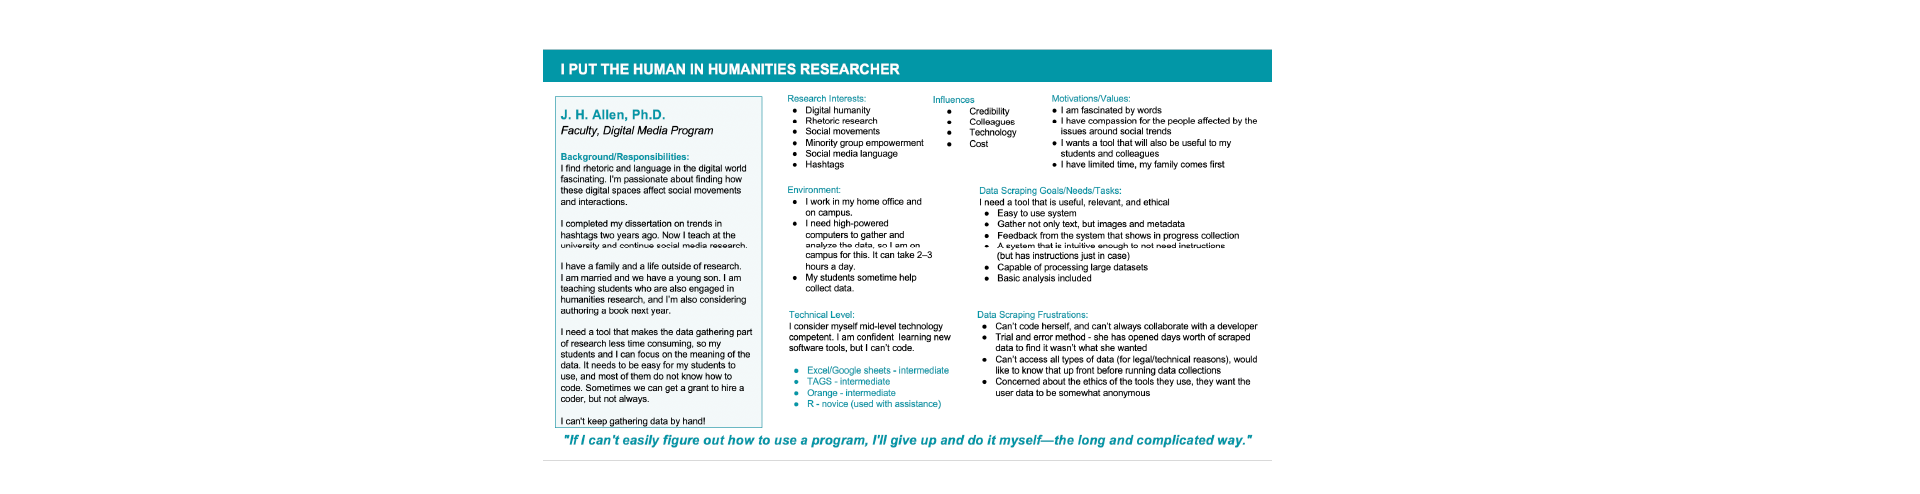 I PUT THE HUMAN IN HUMANITIES RESEARCHER
J. H. Allen, Ph.D.
Faculty, Digital Media Program
Background/Responsibilities:
I find rhetoric and language in the digital world
fascinating. I'm passionate about finding how
these digital spaces affect social movements
and interactions.
I completed my dissertation on trends in
hashtags two years ago. Now I teach at the
university and continue social media research.
I have a family and a life outside of research.
I am married and we have a young son. I am
teaching students who are also engaged in
humanities research, and I'm also considering
authoring a book next year.
I need a tool that makes the data gathering part
of research less time consuming, so my
students and I can focus on the meaning of the
data. It needs to be easy for my students to
use, and most of them do not know how to
code. Sometimes we can get a grant to hire a
coder, but not always.
I can't keep gathering data by hand!
Research Interests:
● Digital humanity
● Rhetoric research
● Social movements
● Minority group empowerment
● Social media language
● Hashtags
Influences
● Credibility
● Colleagues
● Technology
● Cost
Motivations/Values:
● I am fascinated by words
● I have compassion for the people affected by the
issues around social trends
● I wants a tool that will also be useful to my
students and colleagues
● I have limited time, my family comes first
Environment:
● I work in my home office and
on campus.
● I need high-powered
computers to gather and
analyze the data, so I am on
campus for this. It can take 2–3
hours a day.
● My students sometime help
collect data.
Data Scraping Goals/Needs/Tasks:
I need a tool that is useful, relevant, and ethical
● Easy to use system
● Gather not only text, but images and metadata
● Feedback from the system that shows in progress collection
● A system that is intuitive enough to not need instructions
(but has instructions just in case)
● Capable of processing large datasets
● Basic analysis included
Technical Level:
I consider myself mid-level technology
competent. I am confident learning new
software tools, but I can't code.
● Excel/Google sheets - intermediate
● TAGS - intermediate
● Orange - intermediate
● R - novice (used with assistance)
Data Scraping Frustrations:
● Can't code herself, and can't always collaborate with a developer
● Trial and error method - she has opened days worth of scraped
data to find it wasn't what she wanted
● Can't access all types of data (for legal/technical reasons), would
like to know that up front before running data collections
● Concerned about the ethics of the tools they use, they want the
user data to be somewhat anonymous
"If I can't easily figure out how to use a program, I'll give up and do it myself—the long and complicated way."